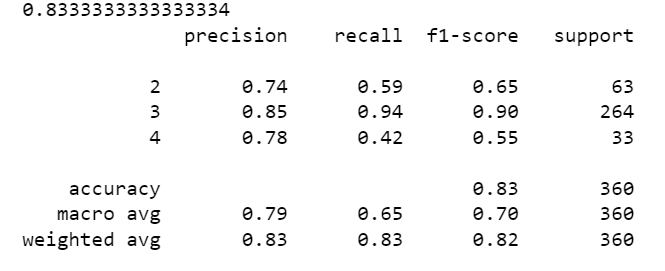 0.8333333333333334
precision recall f1-score support
2 0.74 0.59 0.65 63
3 0.85 0.94 0.90 264
4 0.78 0.42 0.55 33
accuracy 0.83 360
macro avg 0.79 0.65 0.70 360
weighted avg 0.83 0.83 0.82 360